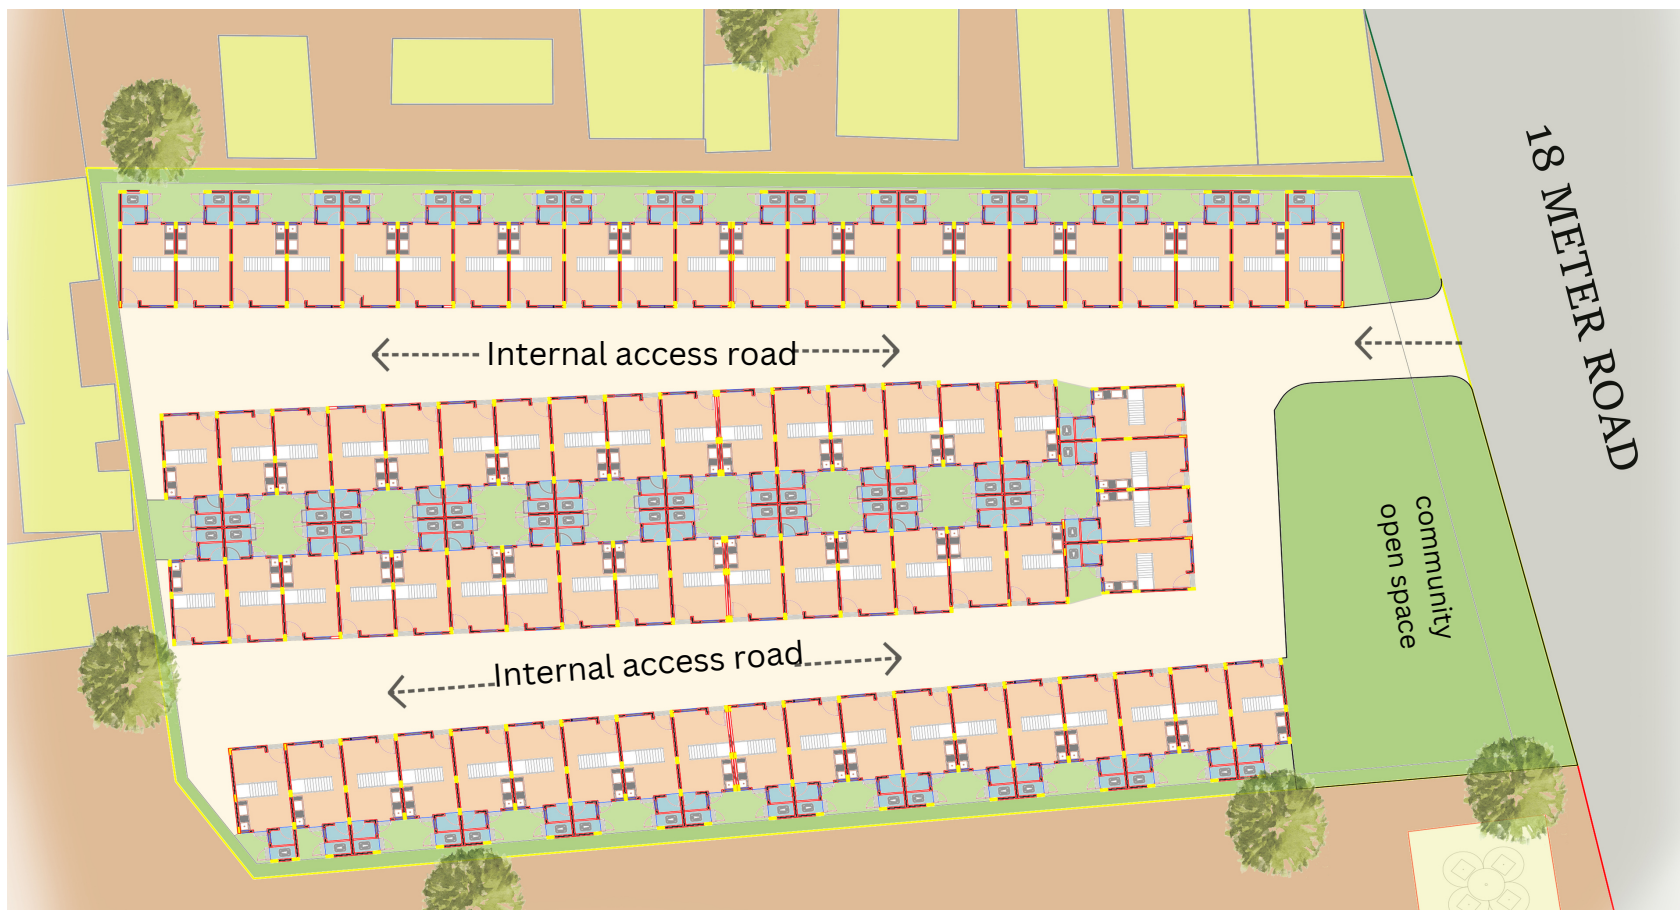 18 METER ROAD
Internal access road
community
open space
Internal access road